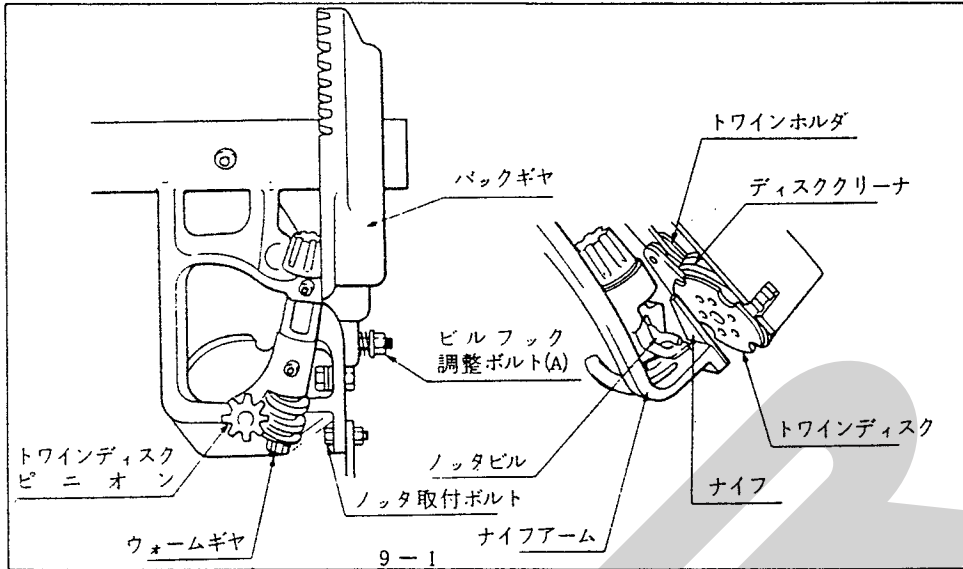 トワインホルダ
ディスククリーナ
バックギヤ
ビルフック
調整ボルト(A)
トワインディスク
ピニオン
ノッタビル
トワインディスク
ナイフ
ノッタ取付ボルト
ナイフアーム
ウォームギヤ
9－1